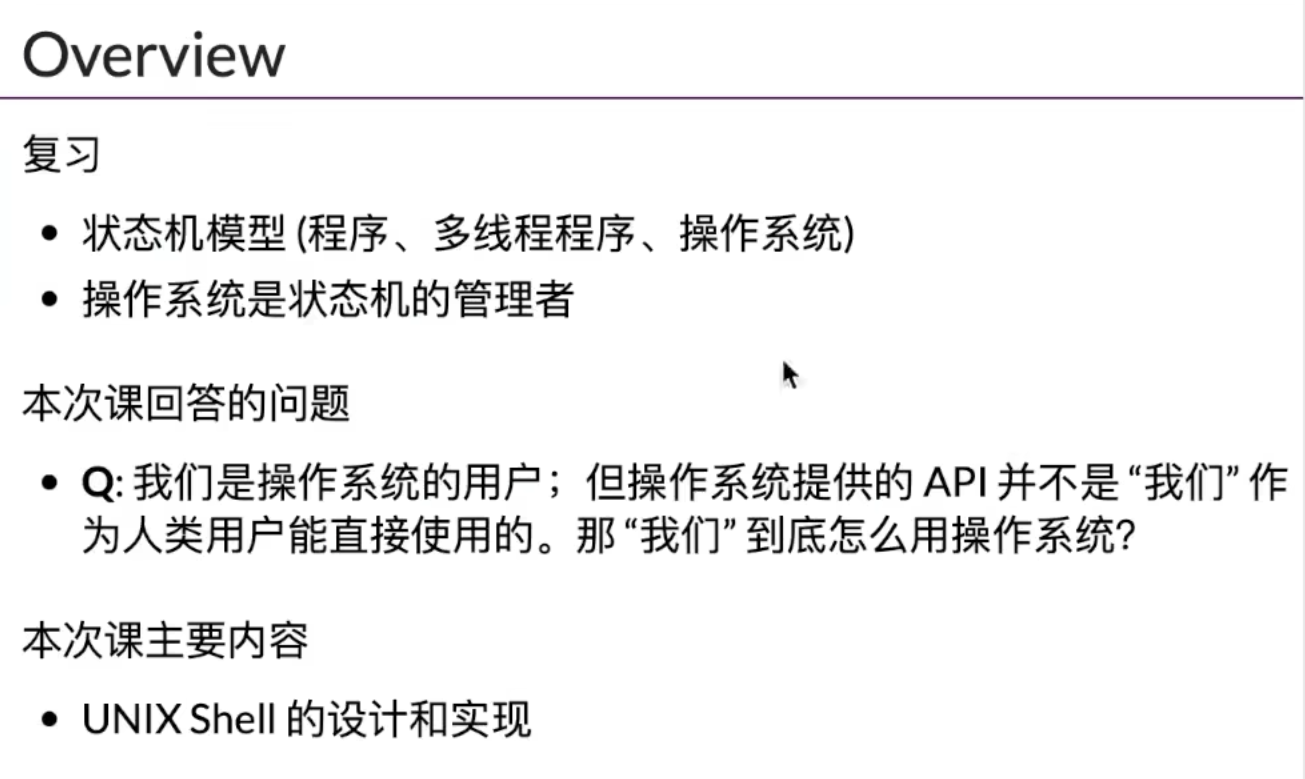 Overview
复习
• 状态机模型 (程序、多线程程序、操作系统)
• 操作系统是状态机的管理者
本次课回答的问题
• Q: 我们是操作系统的用户；但操作系统提供的 API 并不是 “我们” 作
为人类用户能直接使用的。那 “我们” 到底怎么用操作系统？
本次课主要内容
• UNIX Shell 的设计和实现